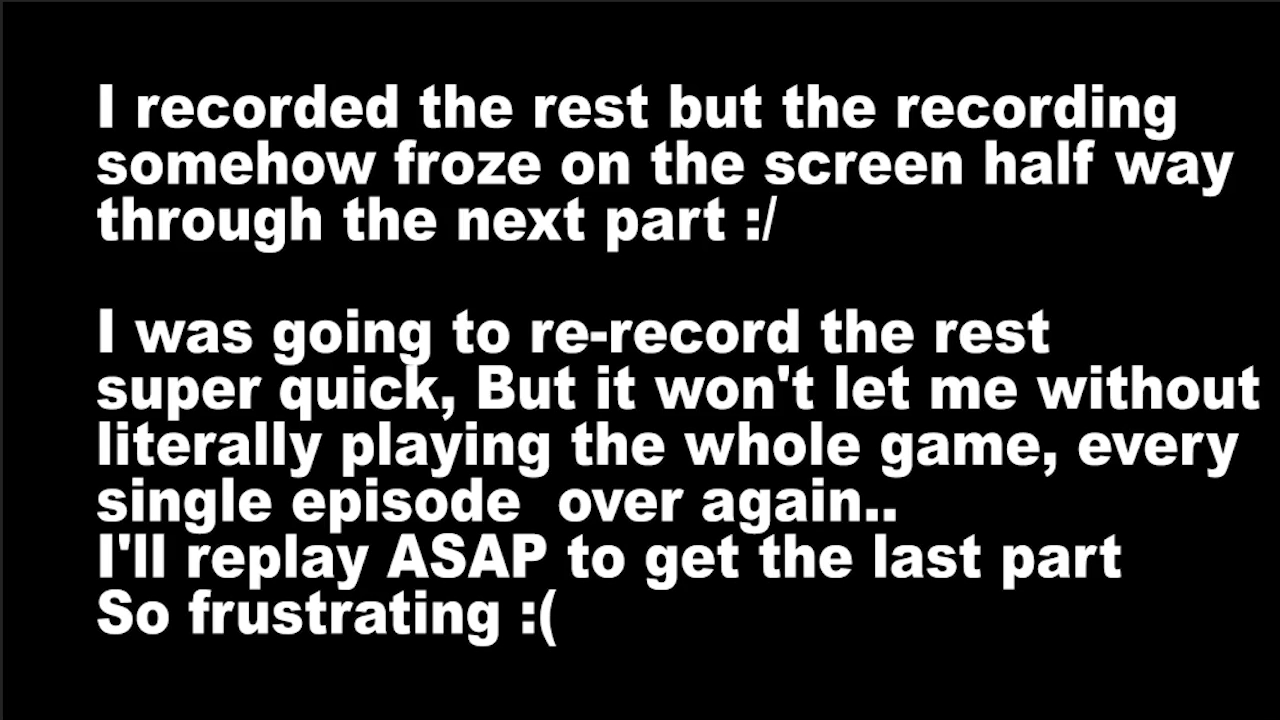 I recorded the rest but the recording
somehow froze on the screen half way
through the next part :/
I was going to re-record the rest
super quick, But it won't let me without
literally playing the whole game, every
single episode  over again..
I'll replay ASAP to get the last part
So frustrating :(